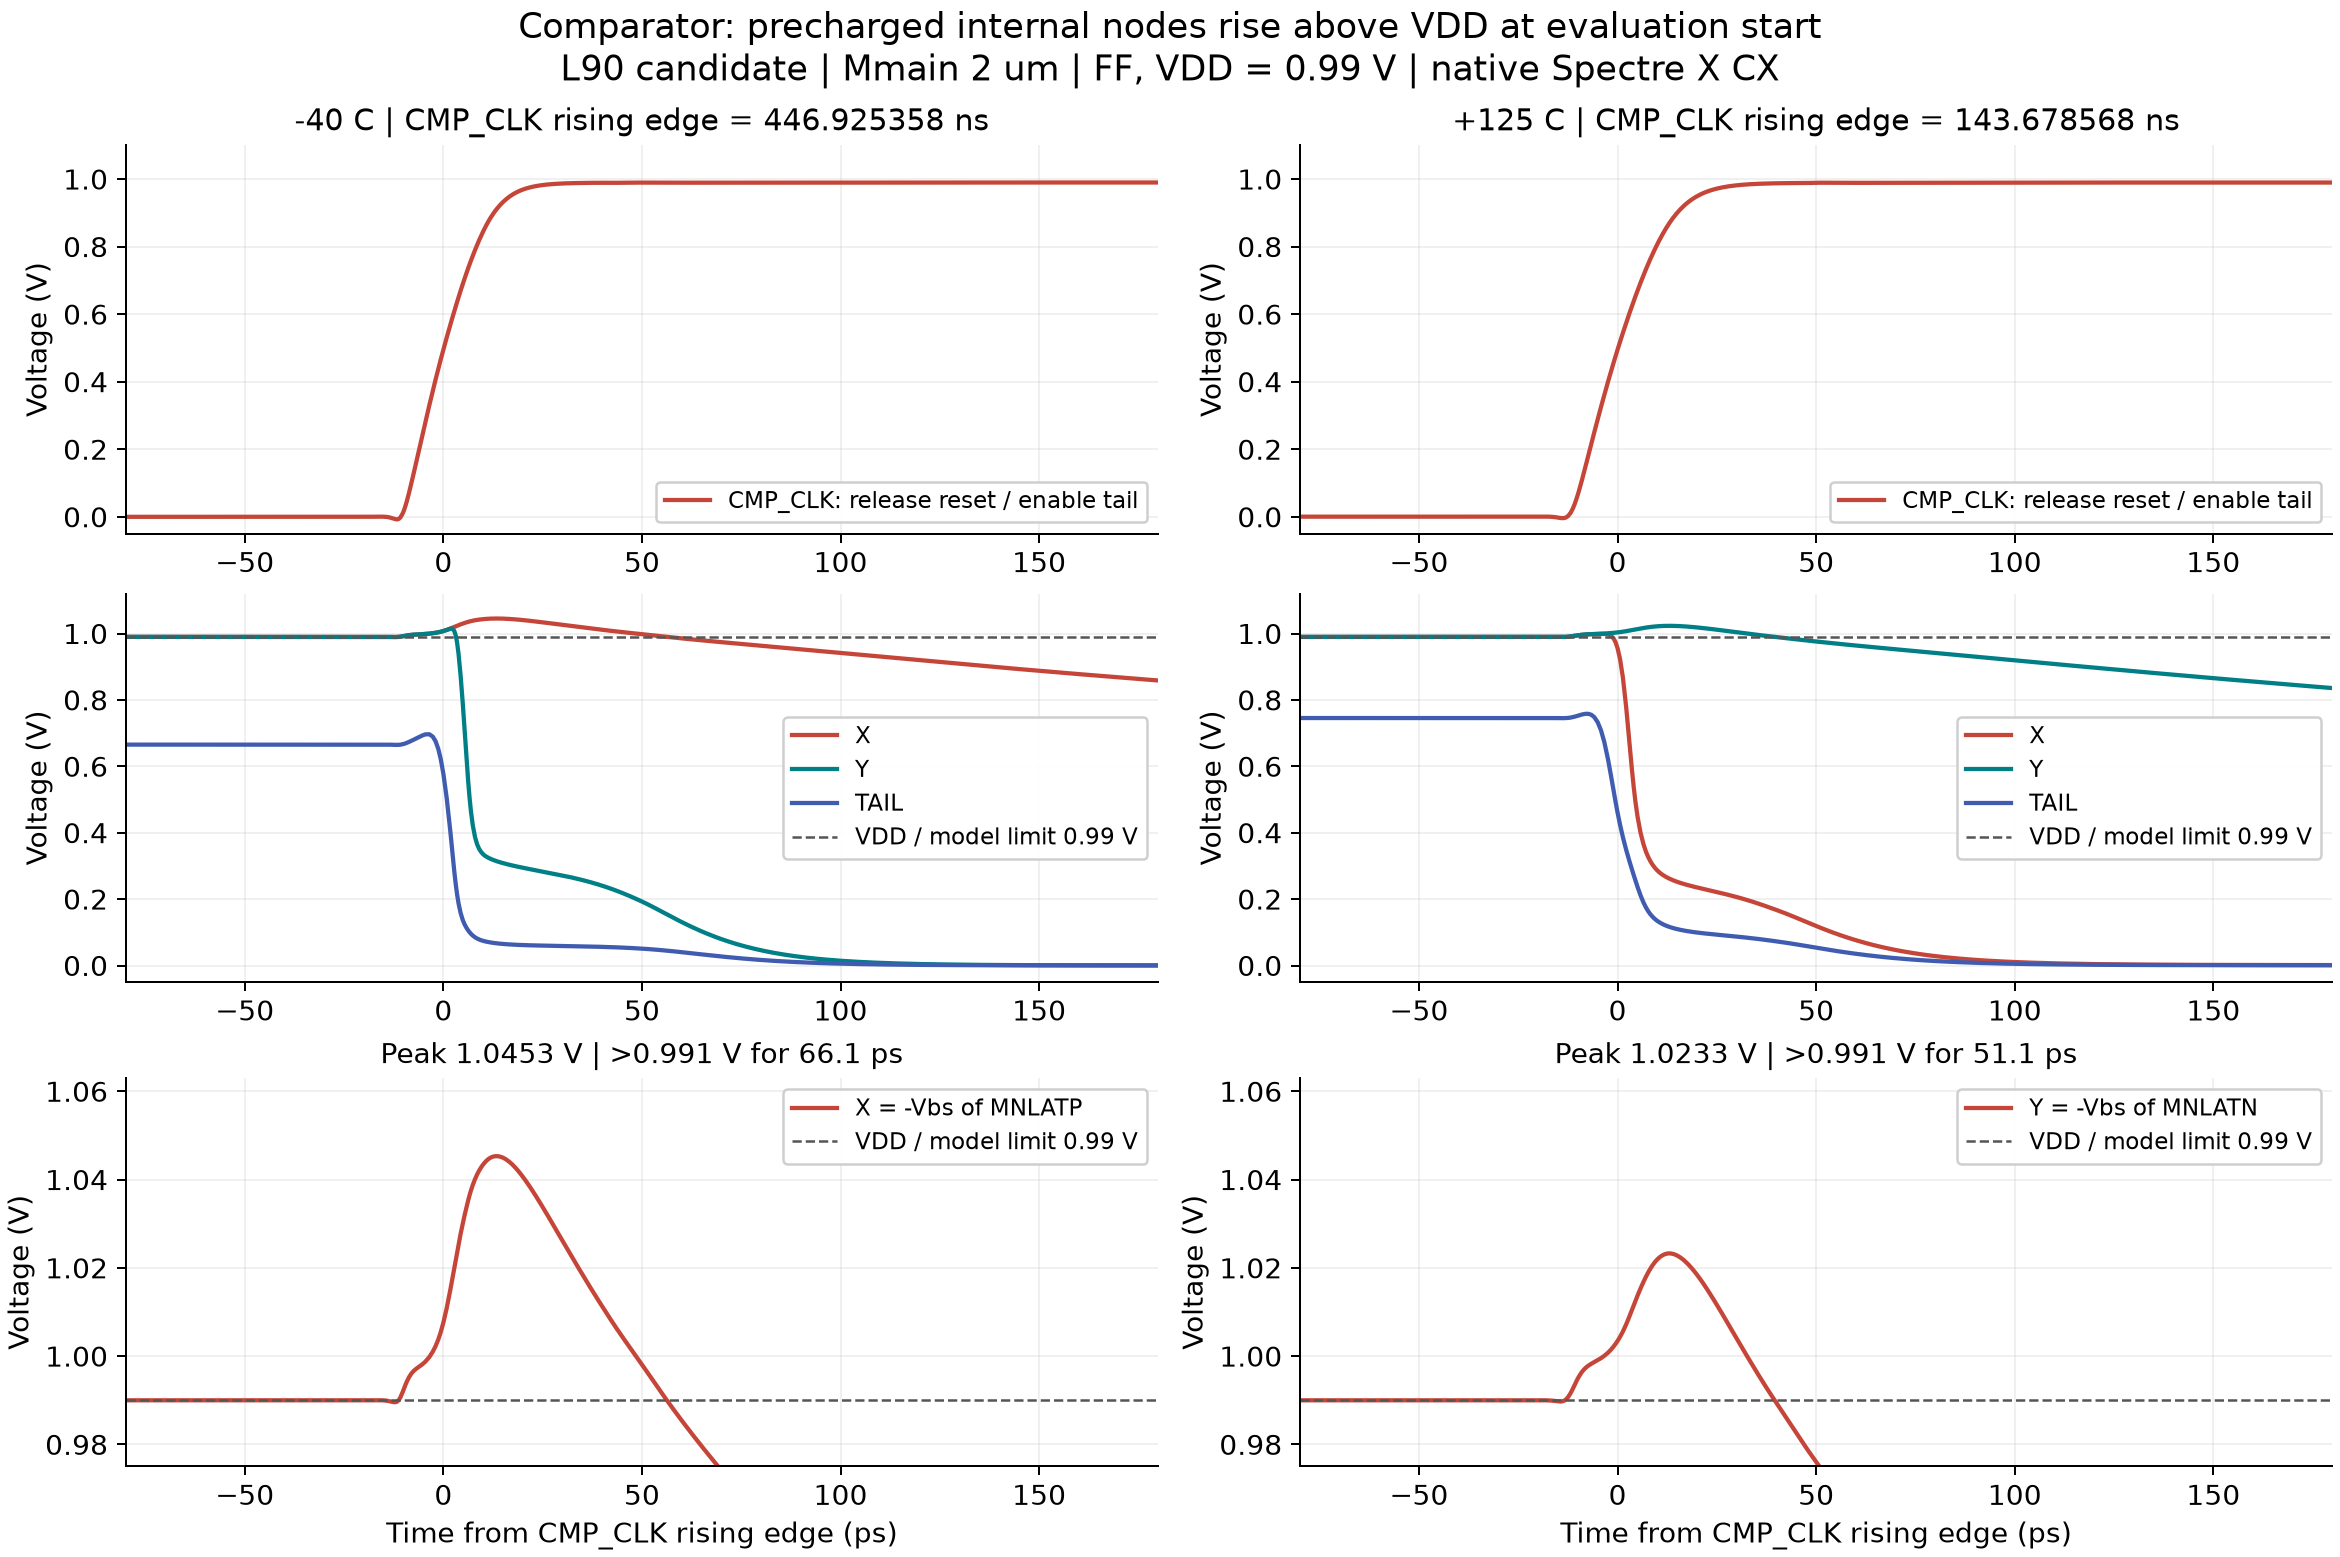 Comparator: precharged internal nodes rise above VDD at evaluation start
L90 candidate | Mmain 2 um | FF, VDD = 0.99 V | native Spectre X CX
-40 C | CMP_CLK rising edge = 446.925358 ns
Voltage (V)
1.0
0.8
0.6
0.4
0.2
0.0
CMP_CLK: release reset / enable tail
−50 0 50 100 150
+125 C | CMP_CLK rising edge = 143.678568 ns
Voltage (V)
1.0
0.8
0.6
0.4
0.2
0.0
CMP_CLK: release reset / enable tail
−50 0 50 100 150
Voltage (V)
1.0
0.8
0.6
0.4
0.2
0.0
X
Y
TAIL
VDD / model limit 0.99 V
−50 0 50 100 150
Voltage (V)
1.0
0.8
0.6
0.4
0.2
0.0
X
Y
TAIL
VDD / model limit 0.99 V
−50 0 50 100 150
Peak 1.0453 V | >0.991 V for 66.1 ps
Voltage (V)
1.06
1.04
1.02
1.00
0.98
X = -Vbs of MNLATP
VDD / model limit 0.99 V
−50 0 50 100 150
Time from CMP_CLK rising edge (ps)
Peak 1.0233 V | >0.991 V for 51.1 ps
Voltage (V)
1.06
1.04
1.02
1.00
0.98
Y = -Vbs of MNLATN
VDD / model limit 0.99 V
−50 0 50 100 150
Time from CMP_CLK rising edge (ps)